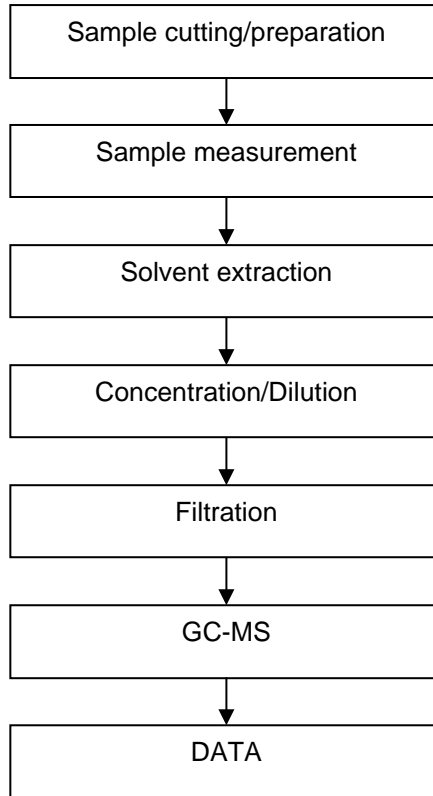 Sample cutting/preparation
Sample measurement
Solvent extraction
Concentration/Dilution
Filtration
GC-MS
DATA